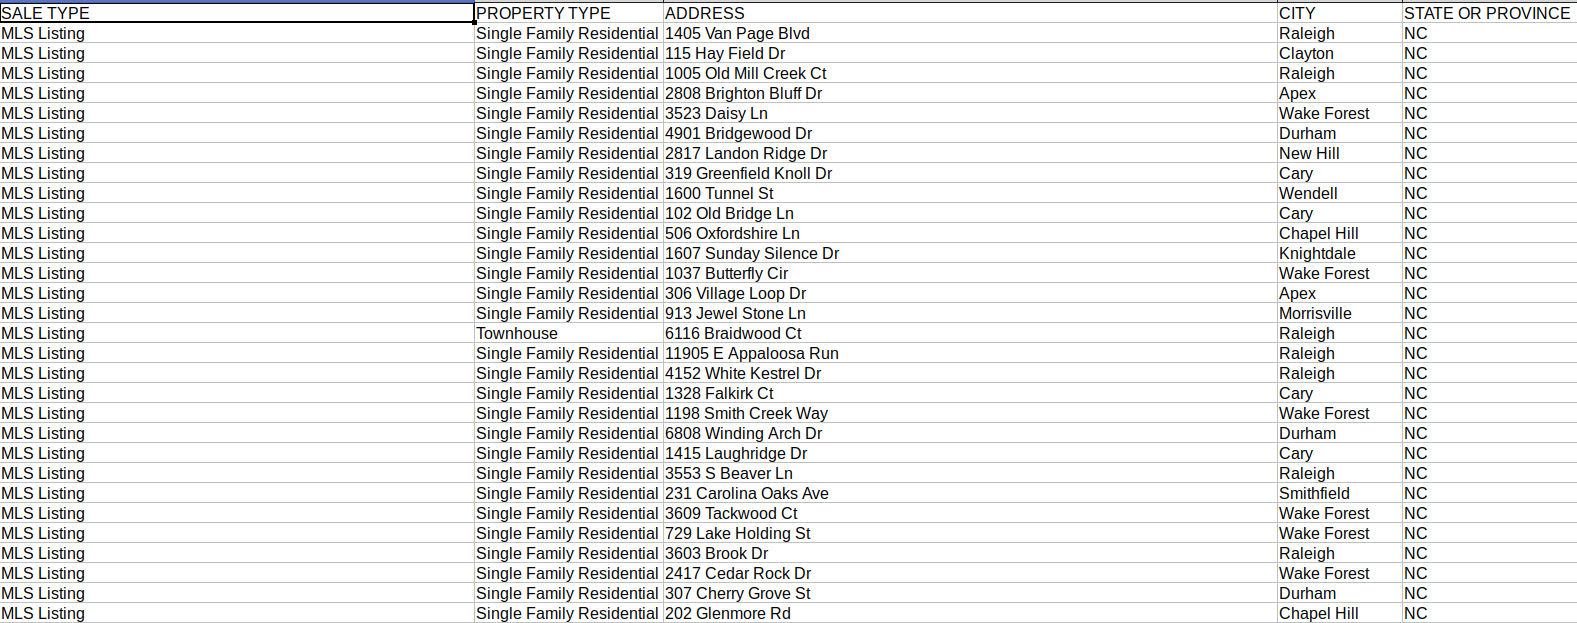 SALE TYPE PROPERTY TYPE ADDRESS CITY STATE OR PROVINCE
MLS Listing Single Family Residential 1405 Van Page Blvd Raleigh NC
MLS Listing Single Family Residential 115 Hay Field Dr Clayton NC
MLS Listing Single Family Residential 1005 Old Mill Creek Ct Raleigh NC
MLS Listing Single Family Residential 2808 Brighton Bluff Dr Apex NC
MLS Listing Single Family Residential 3523 Daisy Ln Wake Forest NC
MLS Listing Single Family Residential 4901 Bridgewood Dr Durham NC
MLS Listing Single Family Residential 2817 Landon Ridge Dr New Hill NC
MLS Listing Single Family Residential 319 Greenfield Knoll Dr Cary NC
MLS Listing Single Family Residential 1600 Tunnel St Wendell NC
MLS Listing Single Family Residential 102 Old Bridge Ln Cary NC
MLS Listing Single Family Residential 506 Oxfordshire Ln Chapel Hill NC
MLS Listing Single Family Residential 1607 Sunday Silence Dr Knightdale NC
MLS Listing Single Family Residential 1037 Butterfly Cir Wake Forest NC
MLS Listing Single Family Residential 306 Village Loop Dr Apex NC
MLS Listing Single Family Residential 913 Jewel Stone Ln Morrisville NC
MLS Listing Townhouse 6116 Braidwood Ct Raleigh NC
MLS Listing Single Family Residential 11905 E Appaloosa Run Raleigh NC
MLS Listing Single Family Residential 4152 White Kestrel Dr Raleigh NC
MLS Listing Single Family Residential 1328 Falkirk Ct Cary NC
MLS Listing Single Family Residential 1198 Smith Creek Way Wake Forest NC
MLS Listing Single Family Residential 6808 Winding Arch Dr Durham NC
MLS Listing Single Family Residential 1415 Laughridge Dr Cary NC
MLS Listing Single Family Residential 3553 S Beaver Ln Raleigh NC
MLS Listing Single Family Residential 231 Carolina Oaks Ave Smithfield NC
MLS Listing Single Family Residential 3609 Tackwood Ct Wake Forest NC
MLS Listing Single Family Residential 729 Lake Holding St Wake Forest NC
MLS Listing Single Family Residential 3603 Brook Dr Raleigh NC
MLS Listing Single Family Residential 2417 Cedar Rock Dr Wake Forest NC
MLS Listing Single Family Residential 307 Cherry Grove St Durham NC
MLS Listing Single Family Residential 202 Glenmore Rd Chapel Hill NC